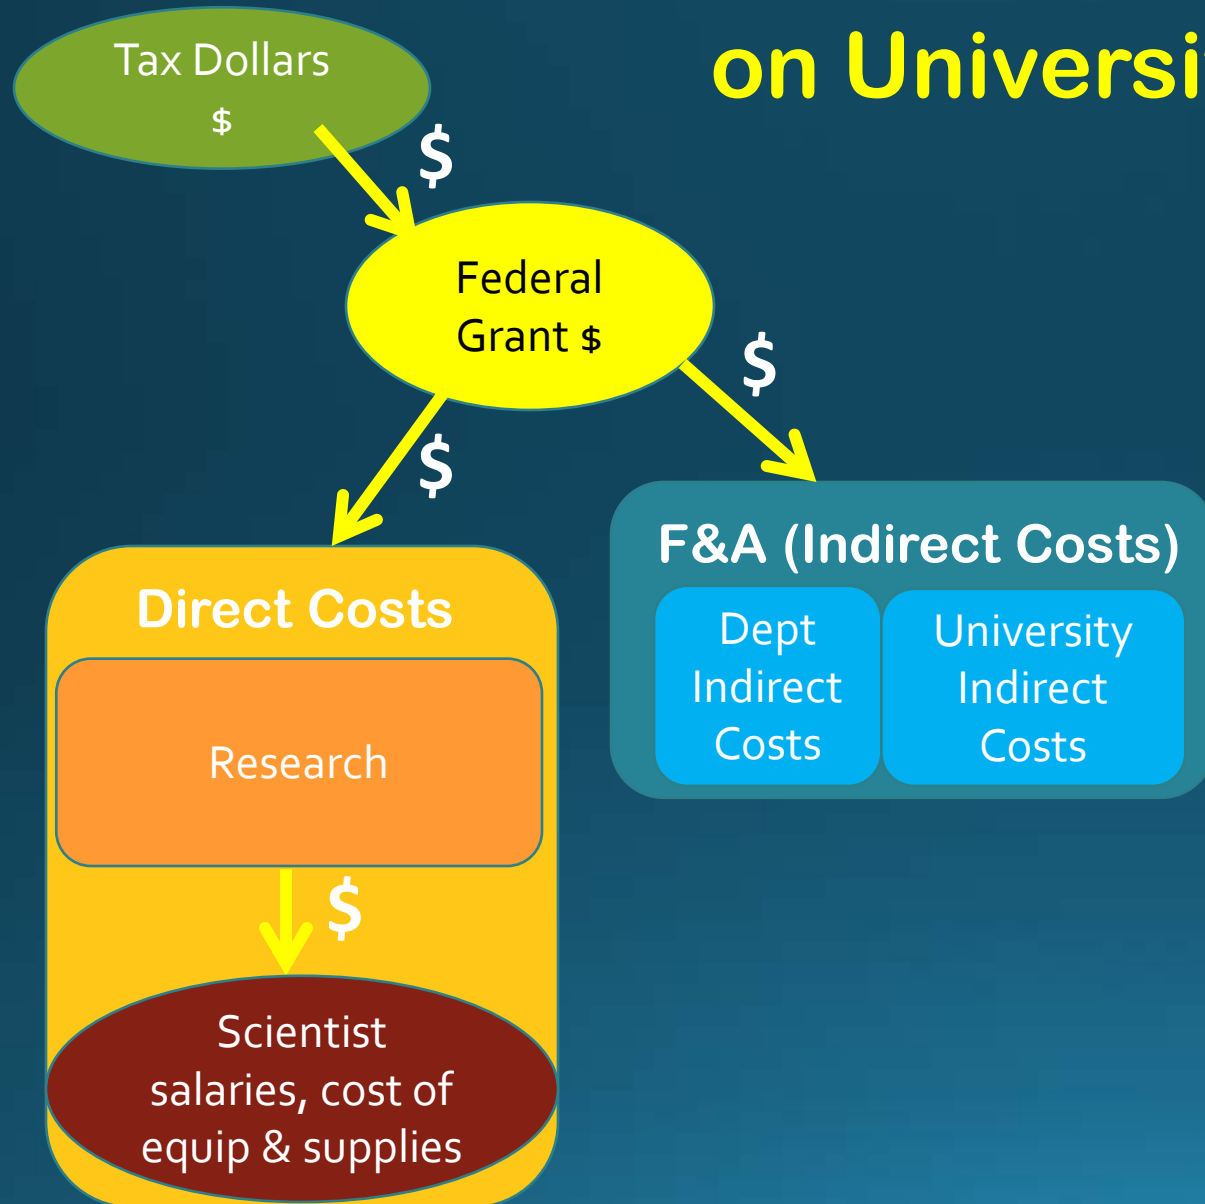 on Universi
Tax Dollars
$
$
Federal
Grant $
$
$
F&A (Indirect Costs)
Dept
Indirect
Costs
University
Indirect
Costs
Direct Costs
Research
$
Scientist
salaries, cost of
equip & supplies